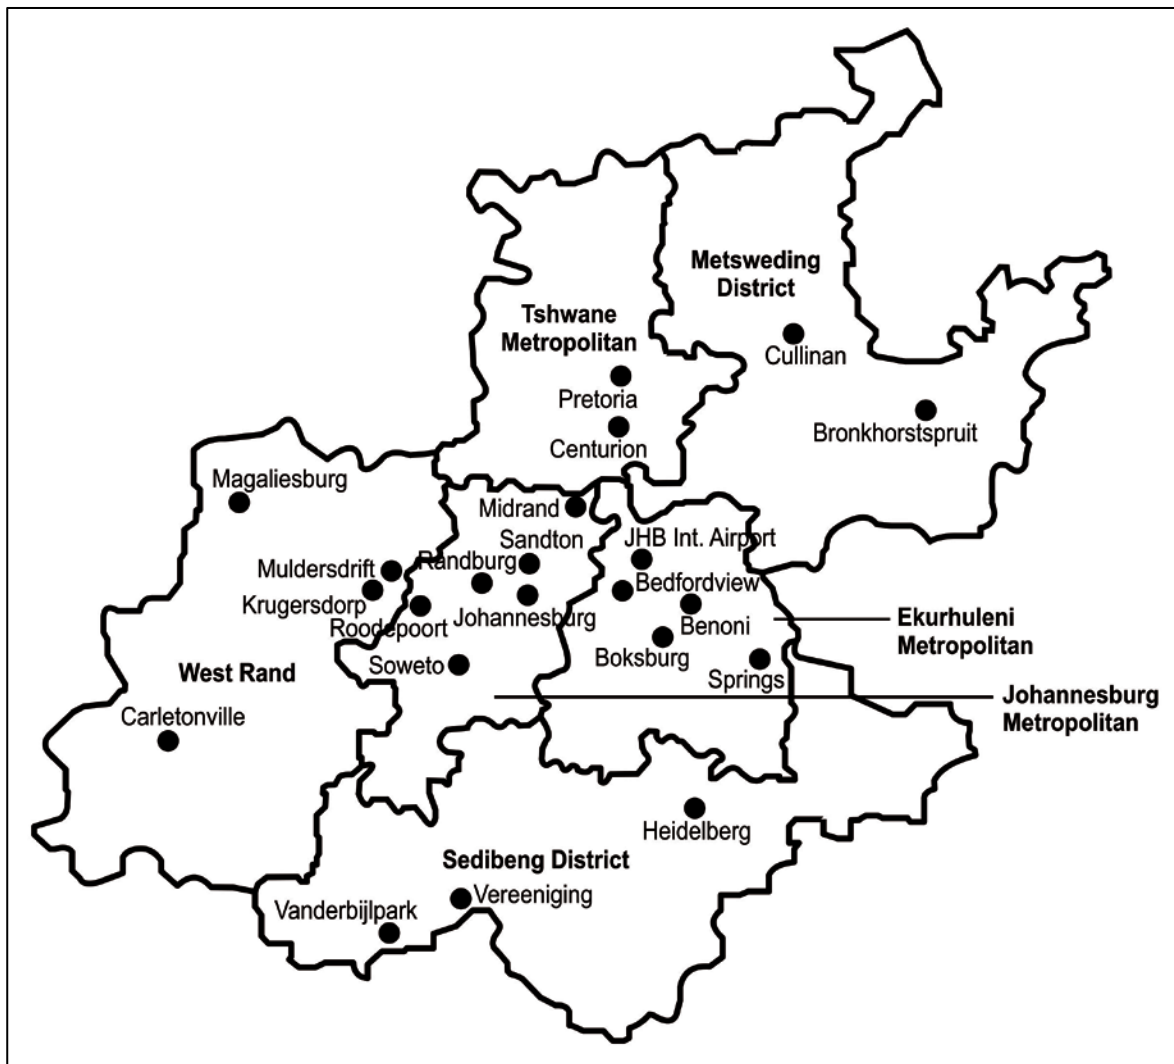 Metsweding
District
Tshwane
Metropolitan
Cullinan
Pretoria
Bronkhorstspruit
Centurion
Magaliesburg
Midrand
Sandton
JHB Int. Airport
Randburg
Muldersdrift
Bedfordview
Krugersdorp
Johannesburg
Benoni
Ekurhuleni
Metropolitan
Roodepoort
Boksburg
Soweto
West Rand
Springs
Johannesburg
Metropolitan
Carletonville
Heidelberg
Sedibeng District
Vereeniging
Vanderbijlpark